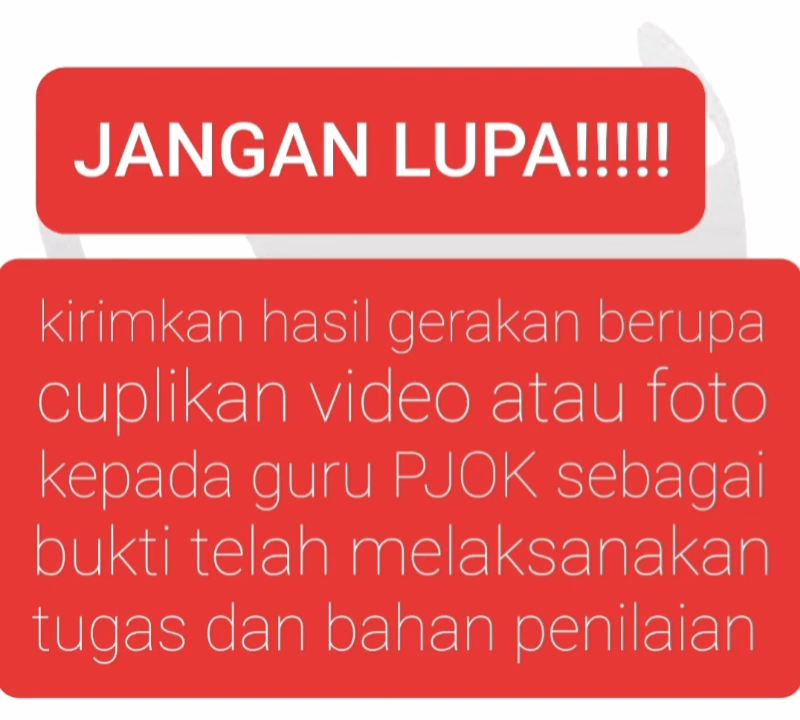 JANGAN LUPA!!!!!
kirimkan hasil gerakan berupa
cuplikan video atau foto
kepada guru PJOK sebagai
bukti telah melaksanakan
tugas dan bahan penilaian